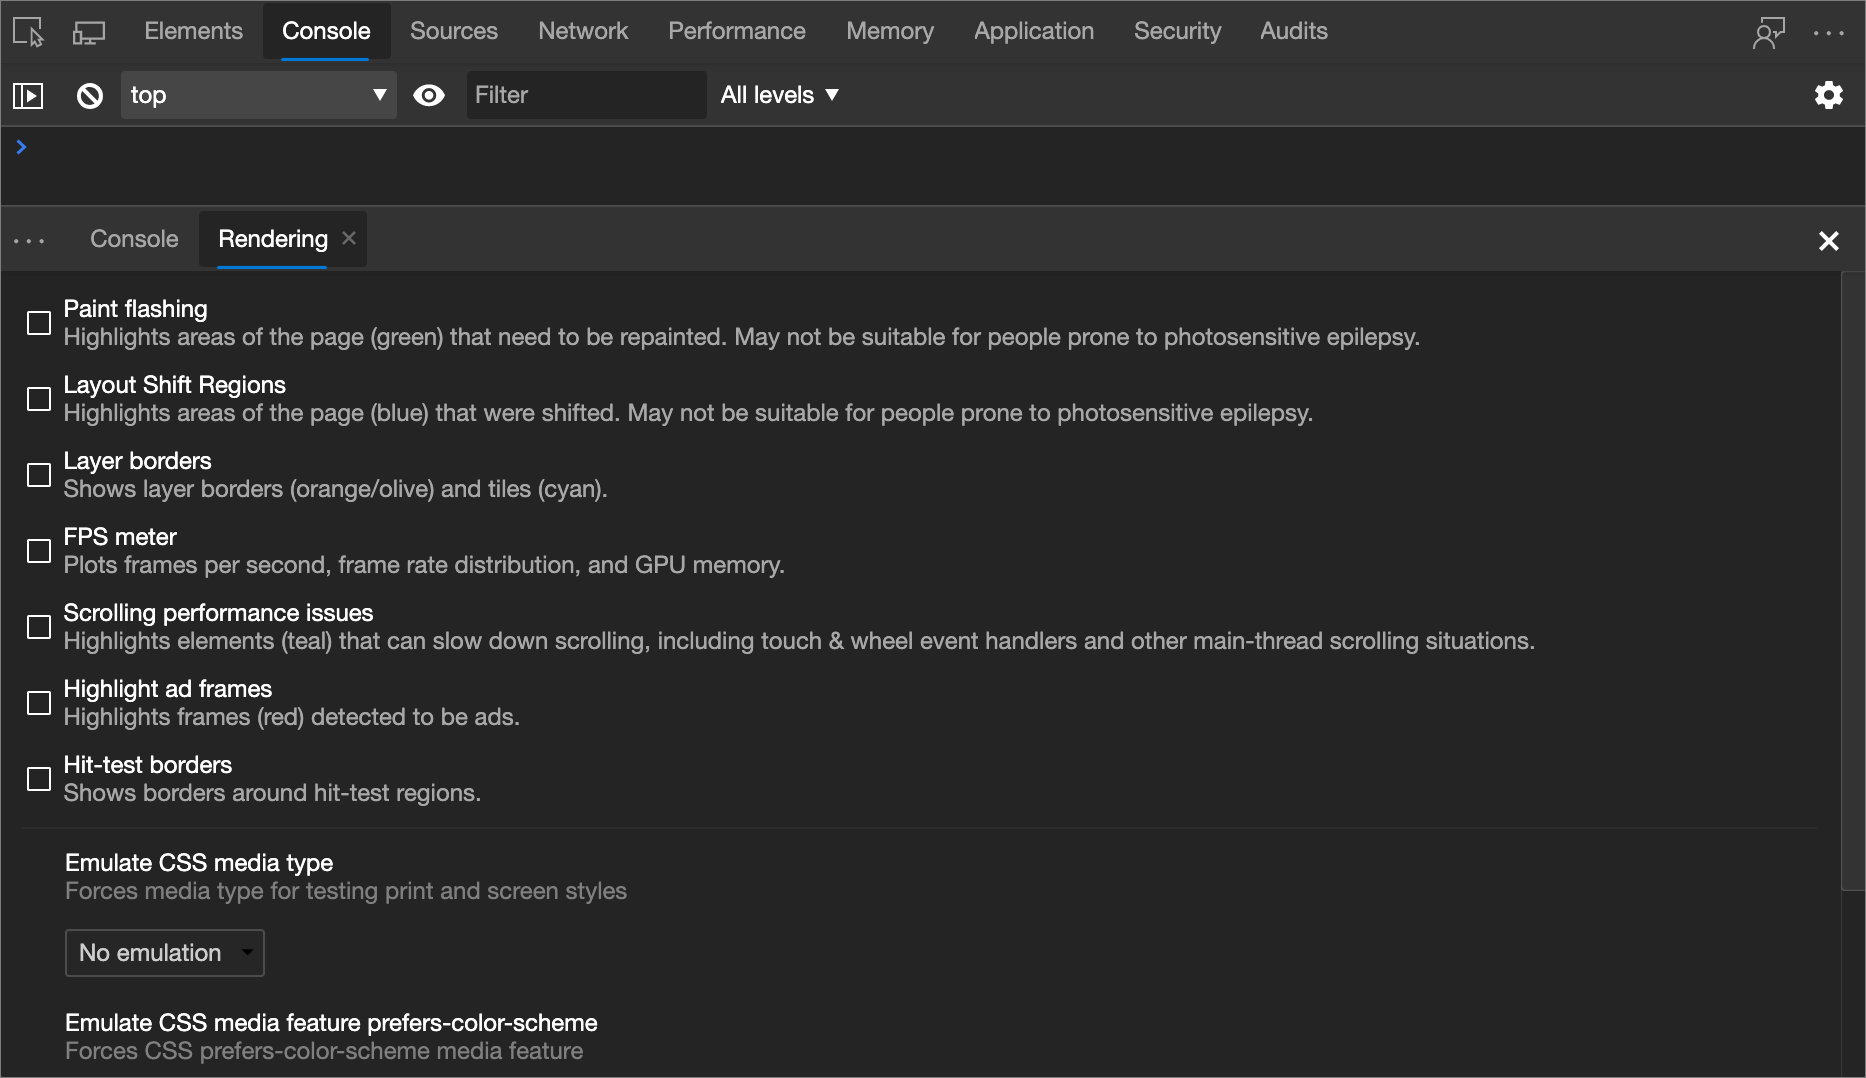 Elements Console Sources Network Performance Memory Application Security Audits
top Filter All levels
Console Rendering
Paint flashing
Highlights areas of the page (green) that need to be repainted. May not be suitable for people prone to photosensitive epilepsy.
Layout Shift Regions
Highlights areas of the page (blue) that were shifted. May not be suitable for people prone to photosensitive epilepsy.
Layer borders
Shows layer borders (orange/olive) and tiles (cyan).
FPS meter
Plots frames per second, frame rate distribution, and GPU memory.
Scrolling performance issues
Highlights elements (teal) that can slow down scrolling, including touch & wheel event handlers and other main-thread scrolling situations.
Highlight ad frames
Highlights frames (red) detected to be ads.
Hit-test borders
Shows borders around hit-test regions.
Emulate CSS media type
Forces media type for testing print and screen styles
No emulation
Emulate CSS media feature prefers-color-scheme
Forces CSS prefers-color-scheme media feature